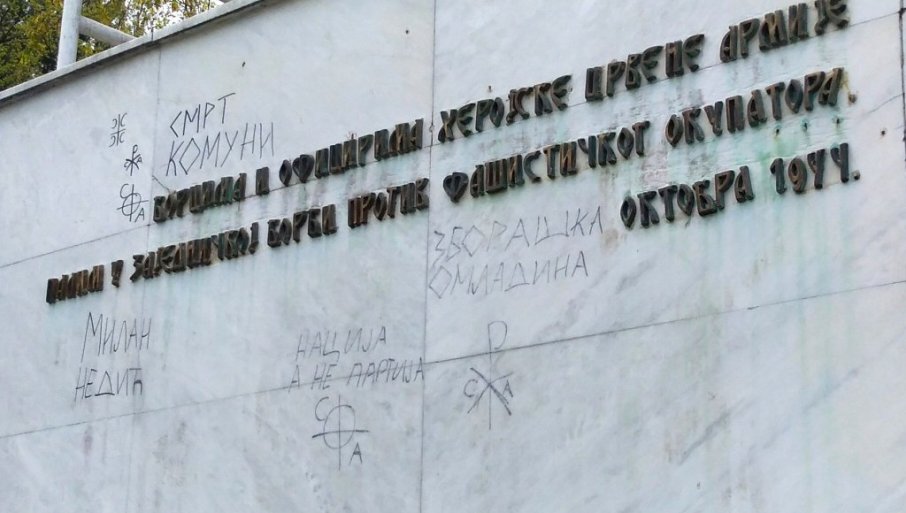 СМРТ
КОМУНИ
БОРЦИМА И ОФИЦИРИМА ХЕРОЈСКЕ ЦРВЕНЕ АРМИЈЕ
ПАЛИМ У ЗАЈЕДНИЧКОЈ БОРБИ ПРОТИВ ФАШИСТИЧКОГ ОКУПАТОРА.
ОКТОБРА 1944.
ЗБОРАШКА
ОМЛАДИНА
МИЛАН
НЕДИЋ
НАЦИЈА
А НЕ ПАРТИЈА
С А
Р
С А